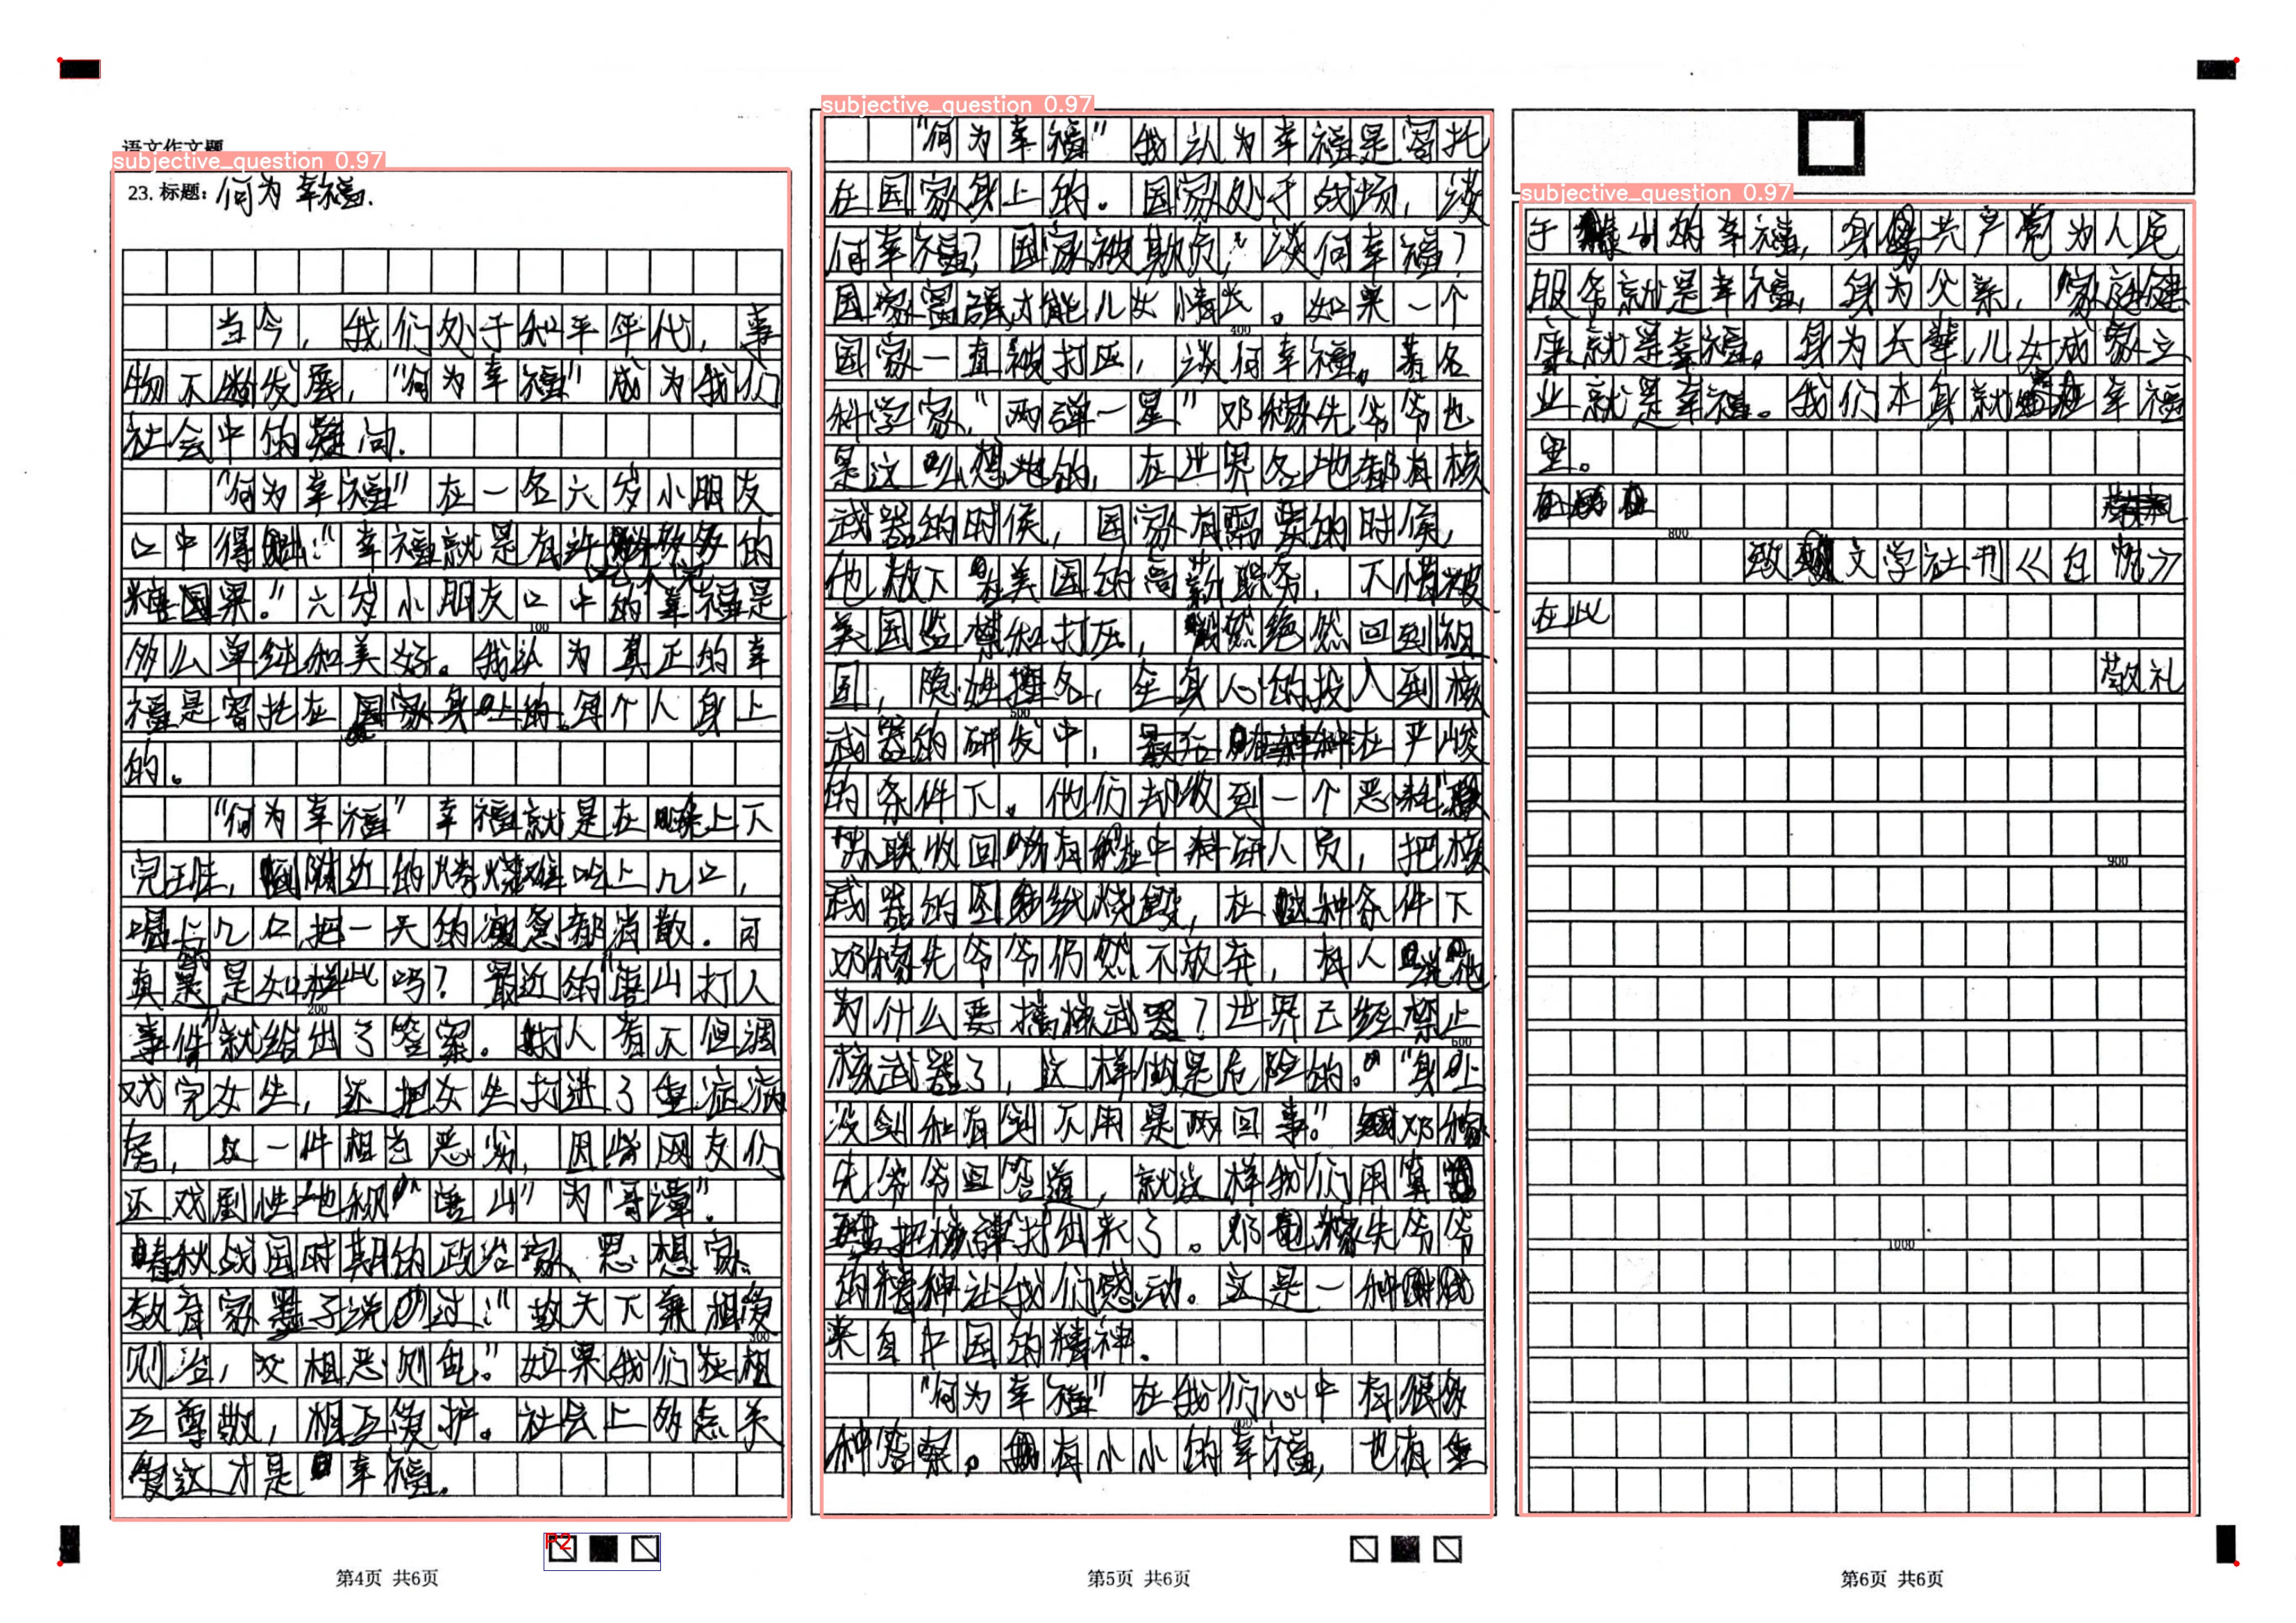 语文作文题
subjective_question 0.97
23. 标题: 何为幸福.
当今，我们处于和平年代，事
物不断发展，"何为幸福"成为我们
社会中的难问.
"何为幸福"在一名六岁小朋友
口中得知："幸福就是有许多的
吃不完
糖果."六岁小朋友口中的幸福是
多么单纯和美好。我认为真正的幸
福是寄托在国家身上的.每个人身上
的。
"何为幸福"幸福就是在晚上下
完班，到附近的烧烤摊吃上几口，
喝上几口把一天的疲惫都消散.可
真的是如此吗？最近的"唐山打人
事件"就给出了答案。打人者不但调
戏完女生，还把女生打进了重症病
房，这一件相当恶劣，因此网友们
还戏剧性地称"唐山"为"哥谭".
春秋战国时期的政治家、思想家、
教育家墨子说过："故天下兼相爱
则治，交相恶则乱."如果我们在相
互尊敬，相互爱护。社会上多点关
爱这才是幸福.
subjective_question 0.97
"何为幸福"我认为幸福是寄托
在国家身上的。国家处于战场，谈
何幸福？国家被欺负，谈何幸福？
国家富强才能儿女情长。如果一个
400
国家一直被打压，谈何幸福。著名
科学家，"两弹一星"邓稼先爷爷也
是这么想的，在世界各地都有核
武器的时侯，国家有需要的时侯，
他放下在美国的高薪职务，不惜被
美国监禁和打压，毅然绝然回到祖
国，隐姓埋名，全身心的投入到核
500
武器的研发中，在严峻
的条件下。他们却收到一个恶耗
苏联收回所有在中科研人员，把核
武器的图纸烧毁，在这种条件下
邓稼先爷爷仍然不放弃，有人说他
为什么要搞核武器？世界已经禁止
600
核武器了，这样做是危险的。"身上
没剑和有剑不用是两回事."邓稼
先爷爷回答道，就这样我们用算
盘把核弹打出来了。邓稼先爷爷
的精神让我们感动。这是一种
来自中国的精神.
"何为幸福"在我们心中有很多
种答案。有小小的幸福，也有重
subjective_question 0.97
于山的幸福，身为共产党为人民
服务就是幸福，身为父亲，家庭健
康就是幸福，身为长辈，儿女成家立
业就是幸福。我们本身就在幸福
里。
800
致文学社刊《白帆》
在此
敬礼
900
1000
100
200
300
第4页 共6页
第5页 共6页
第6页 共6页